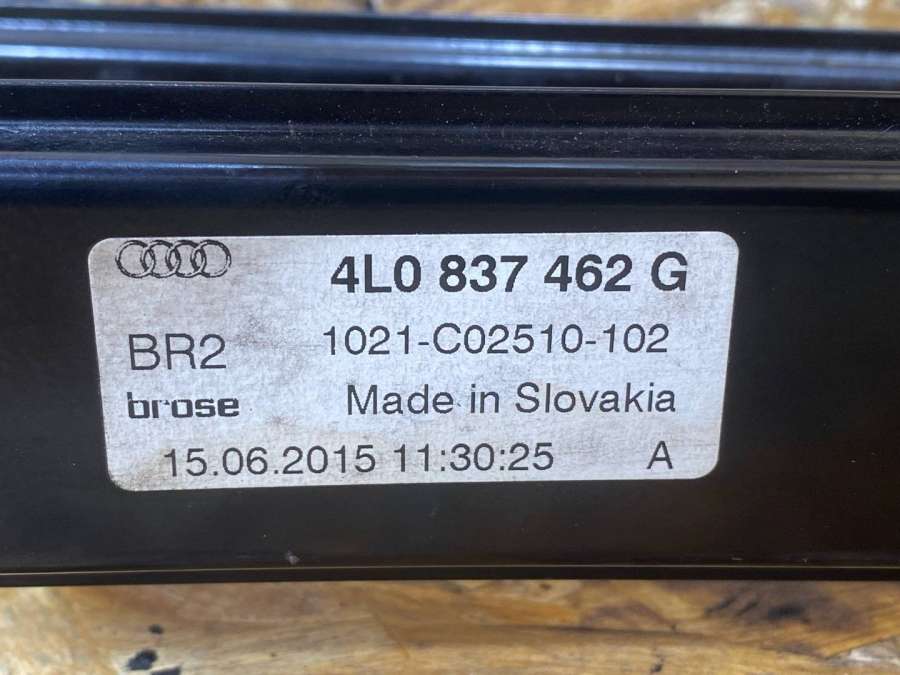 4L0 837 462 G
BR2 1021-C02510-102
brose Made in Slovakia
15.06.2015 11:30:25 A